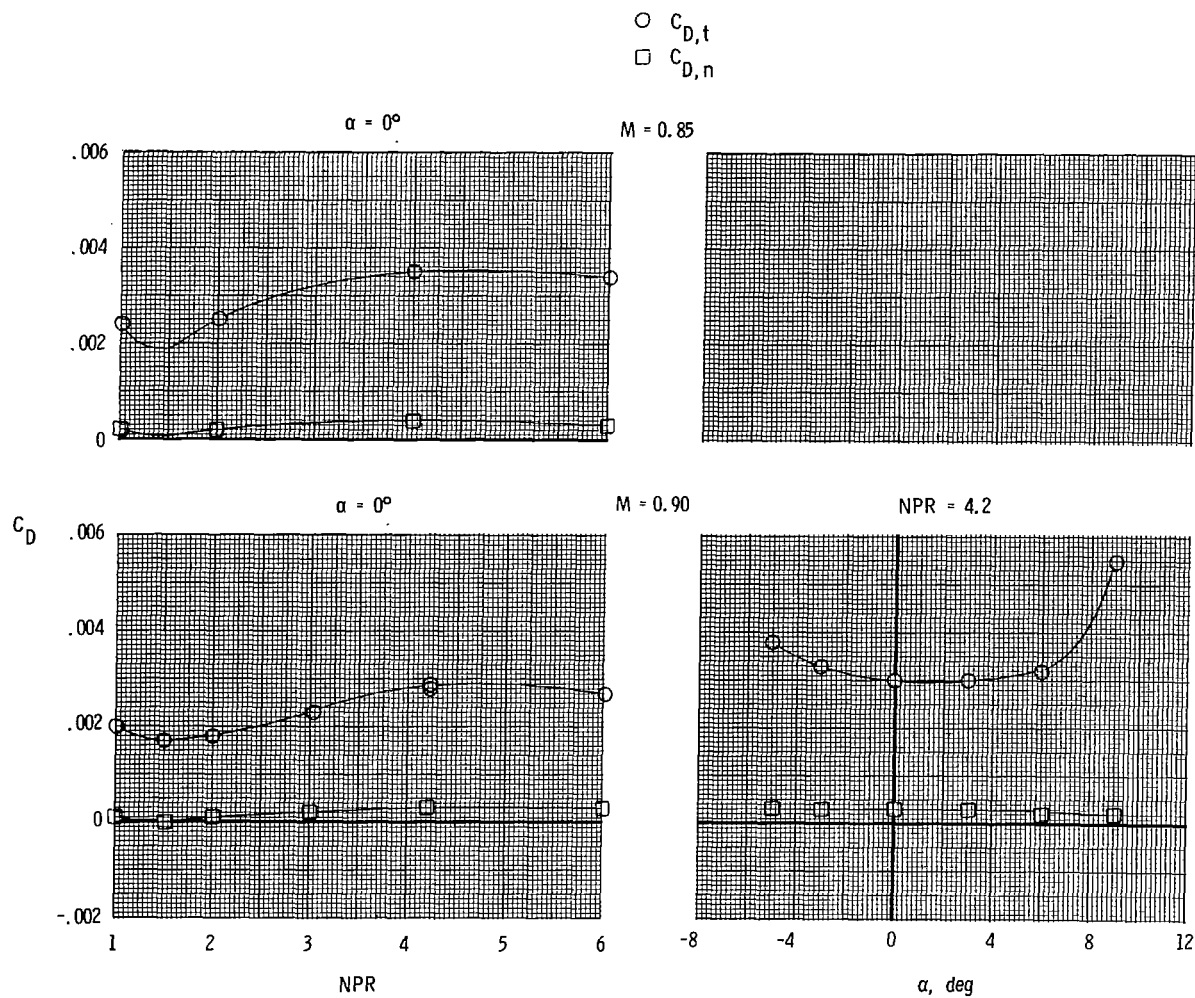 ○ C_D,t
□ C_D,n
α = 0°
M = 0.85
.006
.004
.002
0
α = 0°
M = 0.90
NPR = 4.2
C_D
.006
.004
.002
0
-.002
1 2 3 4 5 6
-8 -4 0 4 8 12
NPR
α, deg